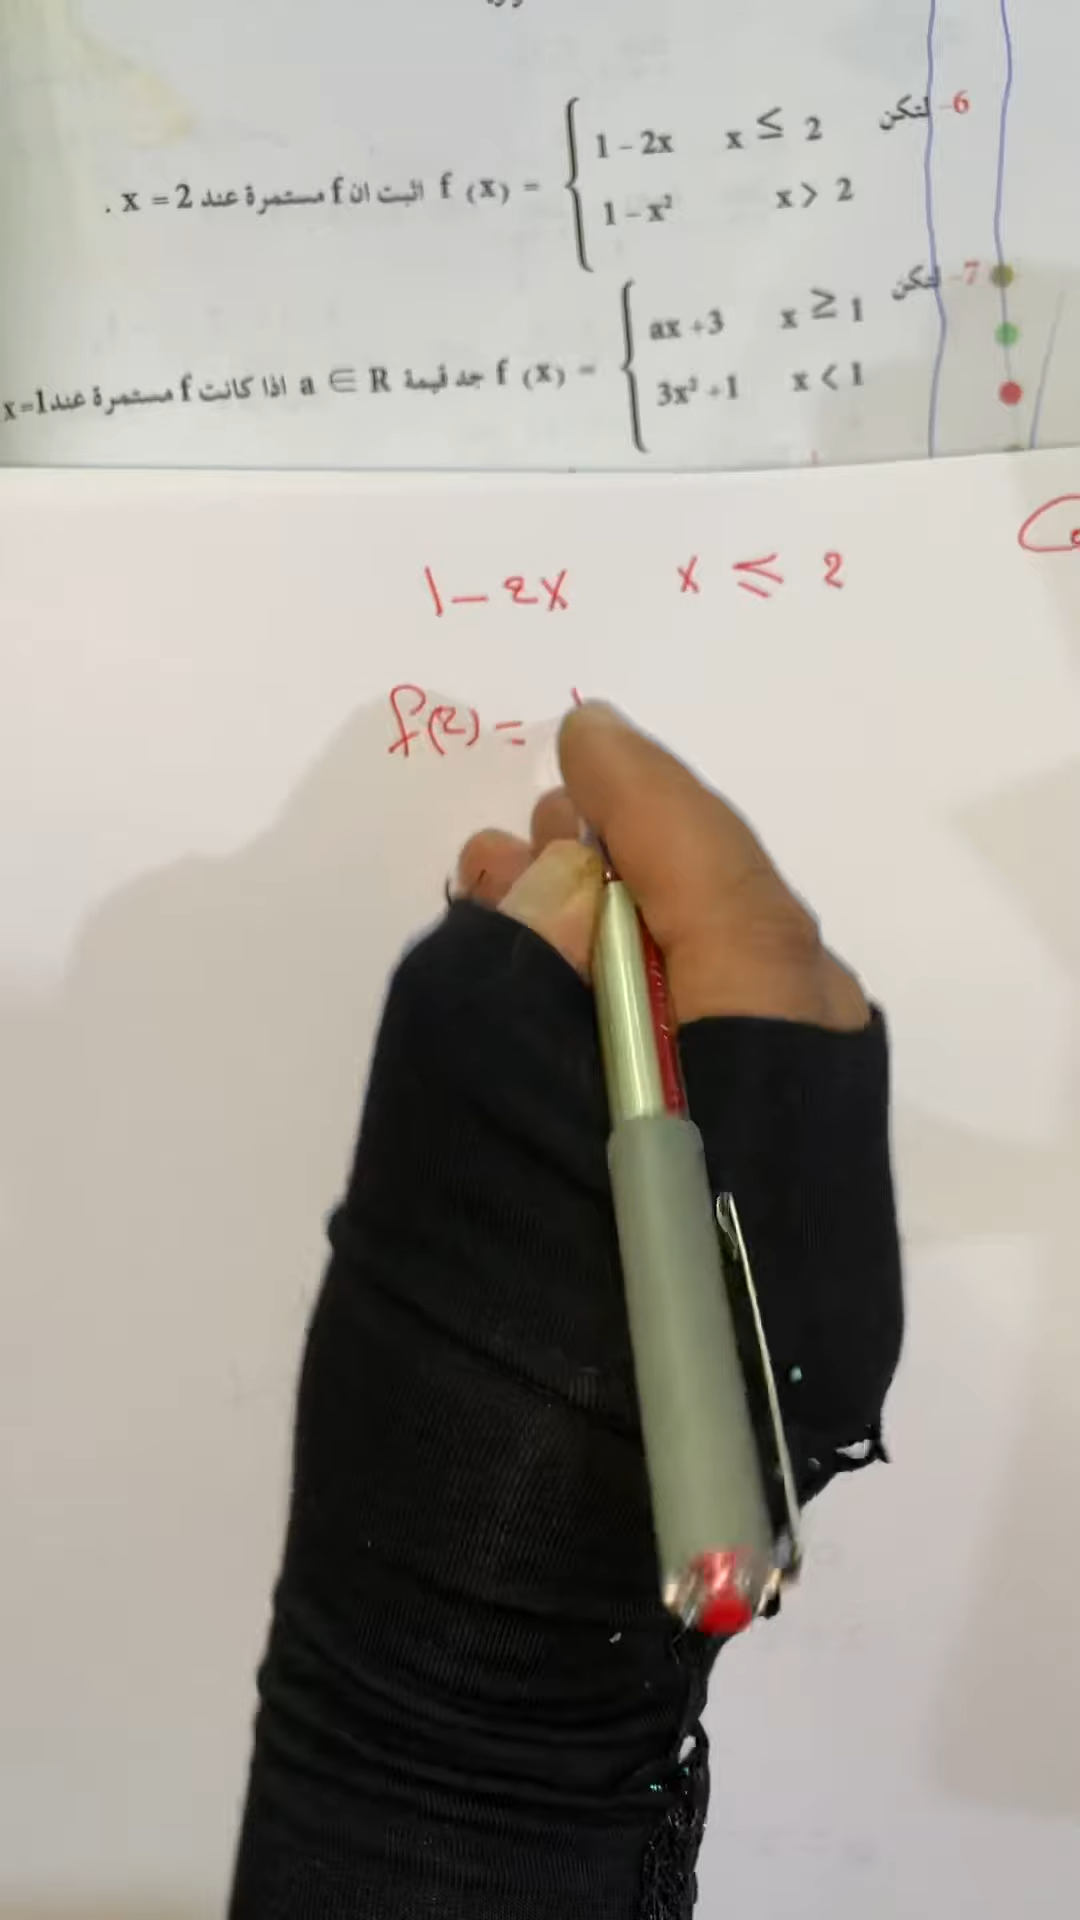 6- لتكن f (x) = { 1 – 2x x ≤ 2
1 – x² x > 2 اثبت ان f مستمرة عند x = 2 .
7- لتكن f (x) = { ax +3 x ≥ 1
3x² +1 x < 1 جد قيمة a ∈ R اذا كانت f مستمرة عند x=1
1 – 2x x ≤ 2
f(2) =